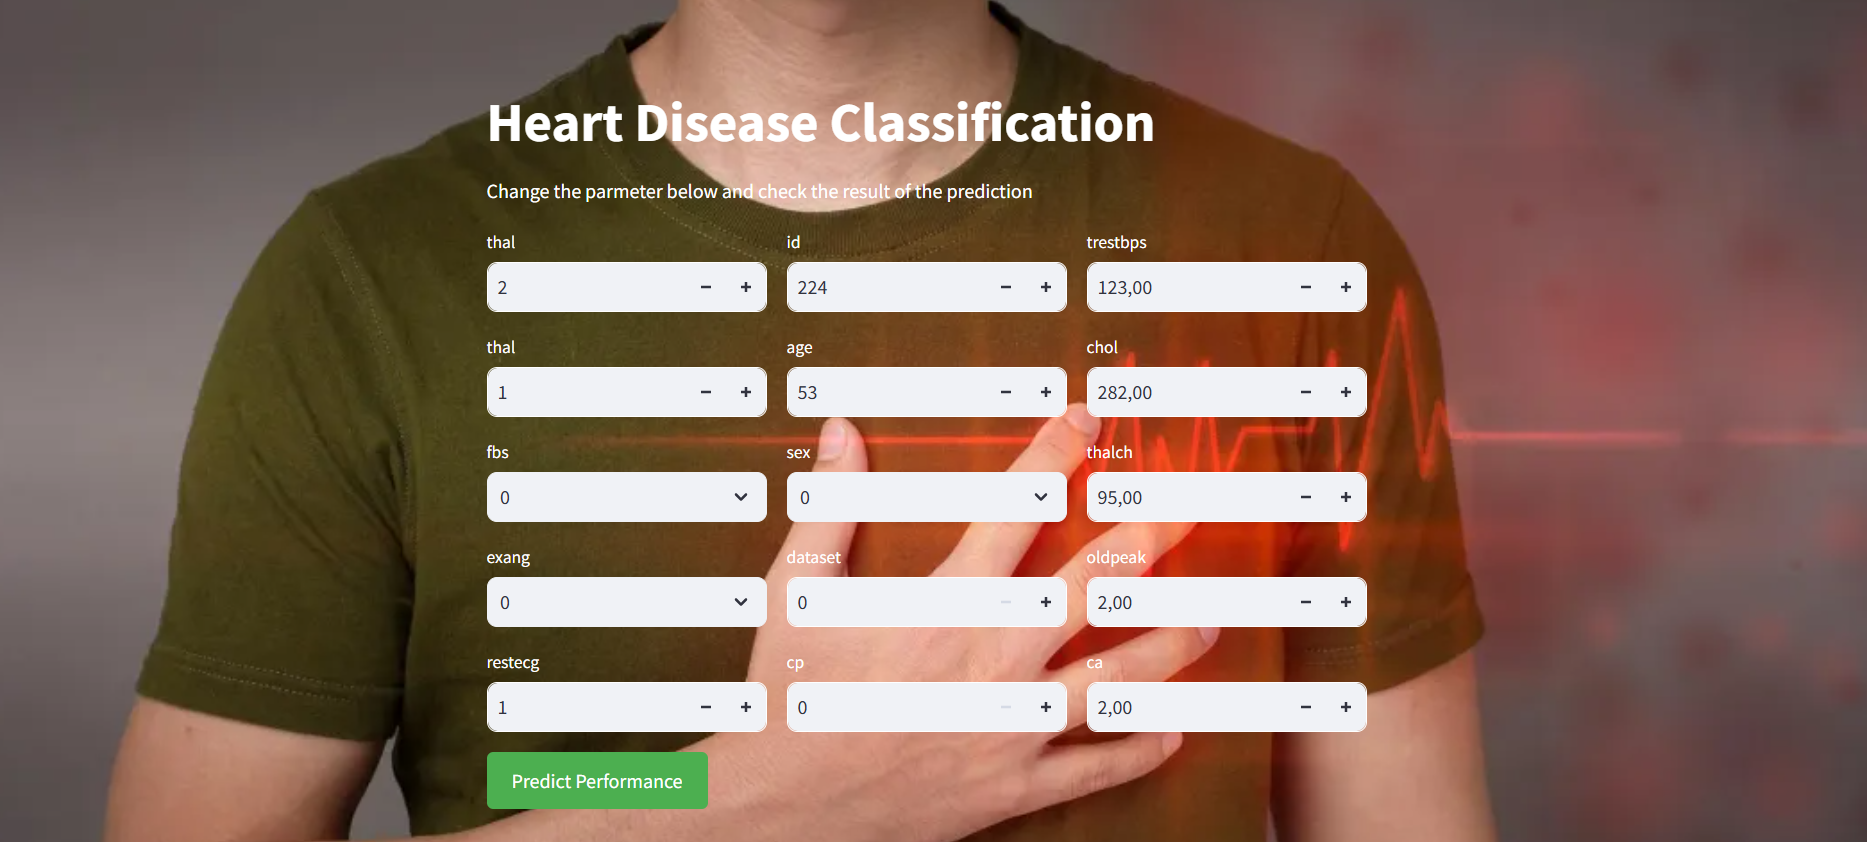 Heart Disease Classification
Change the parmeter below and check the result of the prediction
thal id trestbps
2 224 123,00
thal age chol
1 53 282,00
fbs sex thalch
0 0 95,00
exang dataset oldpeak
0 0 2,00
restecg cp ca
1 0 2,00
Predict Performance